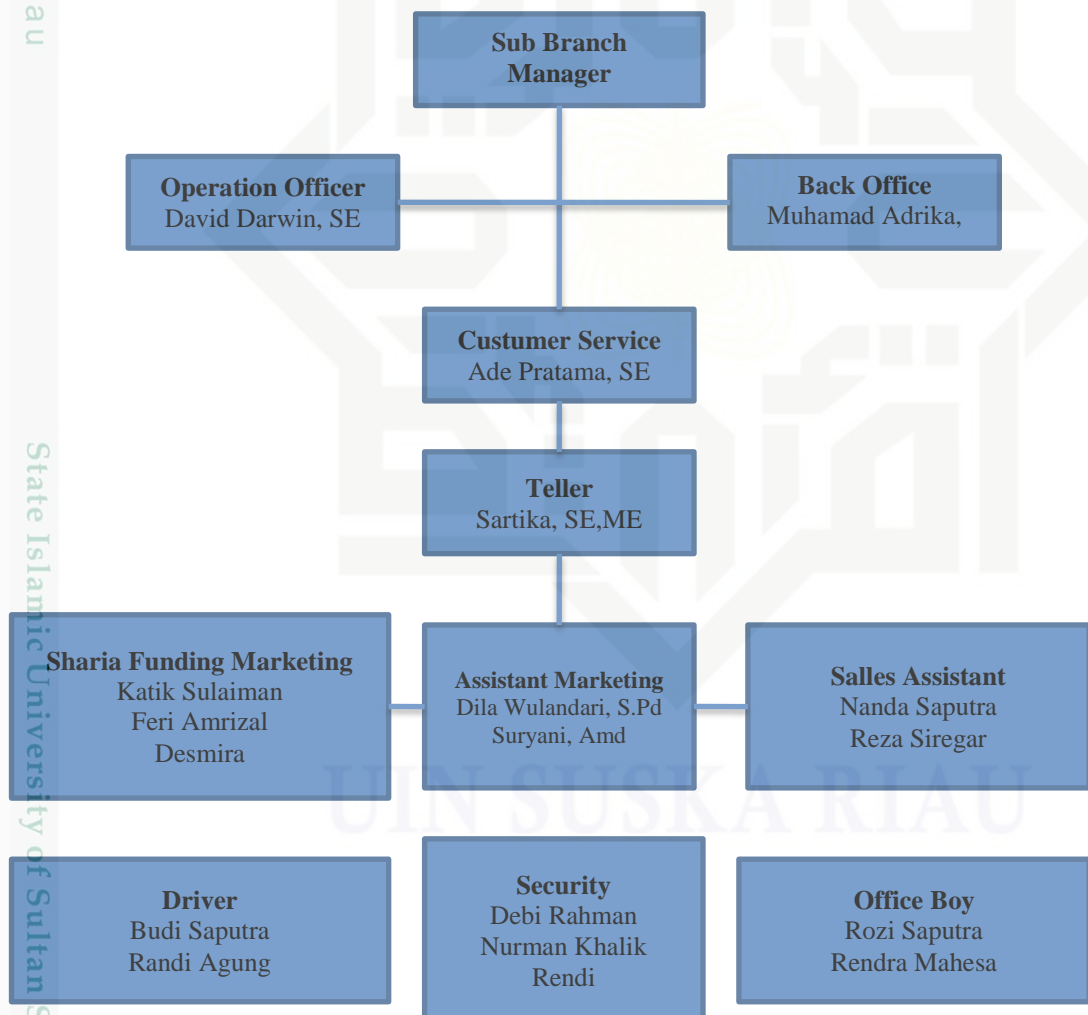 au
State Islamic University of Sultan S
Sub Branch
Manager
Operation Officer
David Darwin, SE
Back Office
Muhamad Adrika,
Custumer Service
Ade Pratama, SE
Teller
Sartika, SE,ME
Sharia Funding Marketing
Katik Sulaiman
Feri Amrizal
Desmira
Assistant Marketing
Dila Wulandari, S.Pd
Suryani, Amd
Salles Assistant
Nanda Saputra
Reza Siregar
UIN SUSKA RIAU
Driver
Budi Saputra
Randi Agung
Security
Debi Rahman
Nurman Khalik
Rendi
Office Boy
Rozi Saputra
Rendra Mahesa